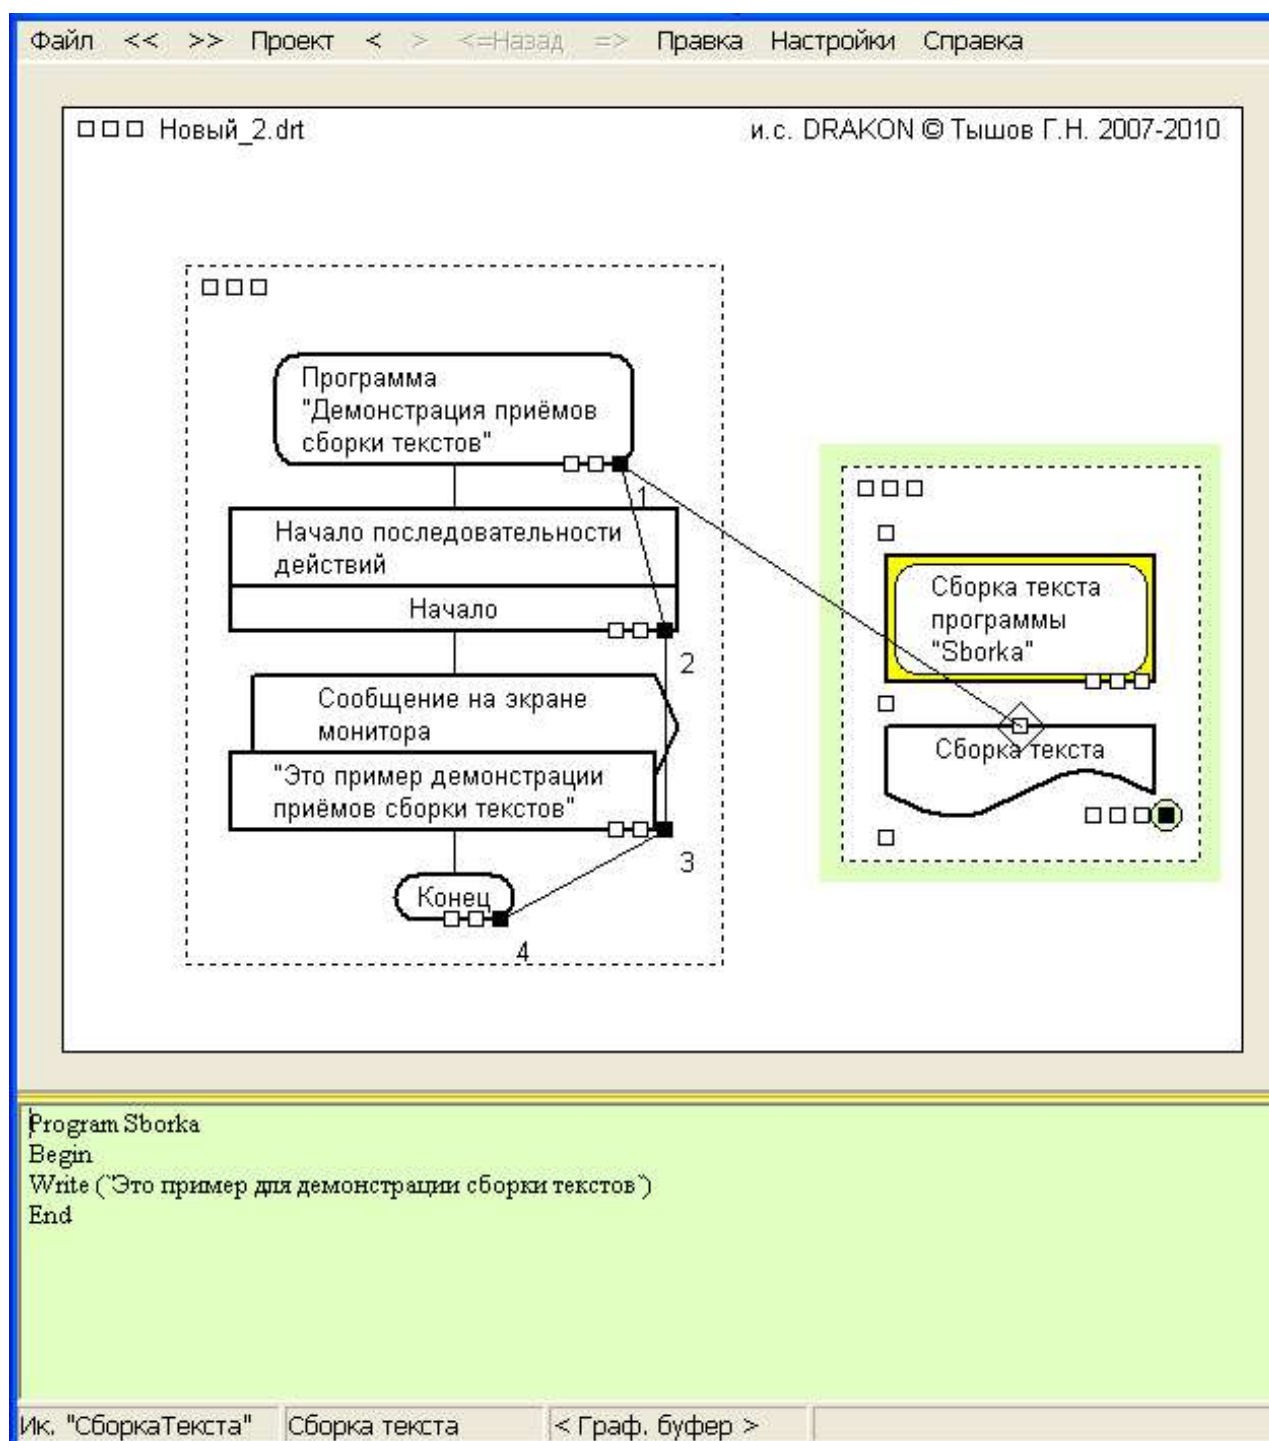 Файл << >> Проект < > <=Назад => Правка Настройки Справка
Новый_2.drt
и.с. DRAKON © Тышов Г.Н. 2007-2010
Программа
"Демонстрация приёмов
сборки текстов"
1
Начало последовательности
действий
Начало
2
Сообщение на экране
монитора
"Это пример демонстрации
приёмов сборки текстов"
3
Конец
4
Сборка текста
программы
"Sborka"
Сборка текста
Program Sborka
Begin
Write (`Это пример для демонстрации сборки текстов`)
End
Ик. "СборкаТекста"
Сборка текста
< Граф. буфер >